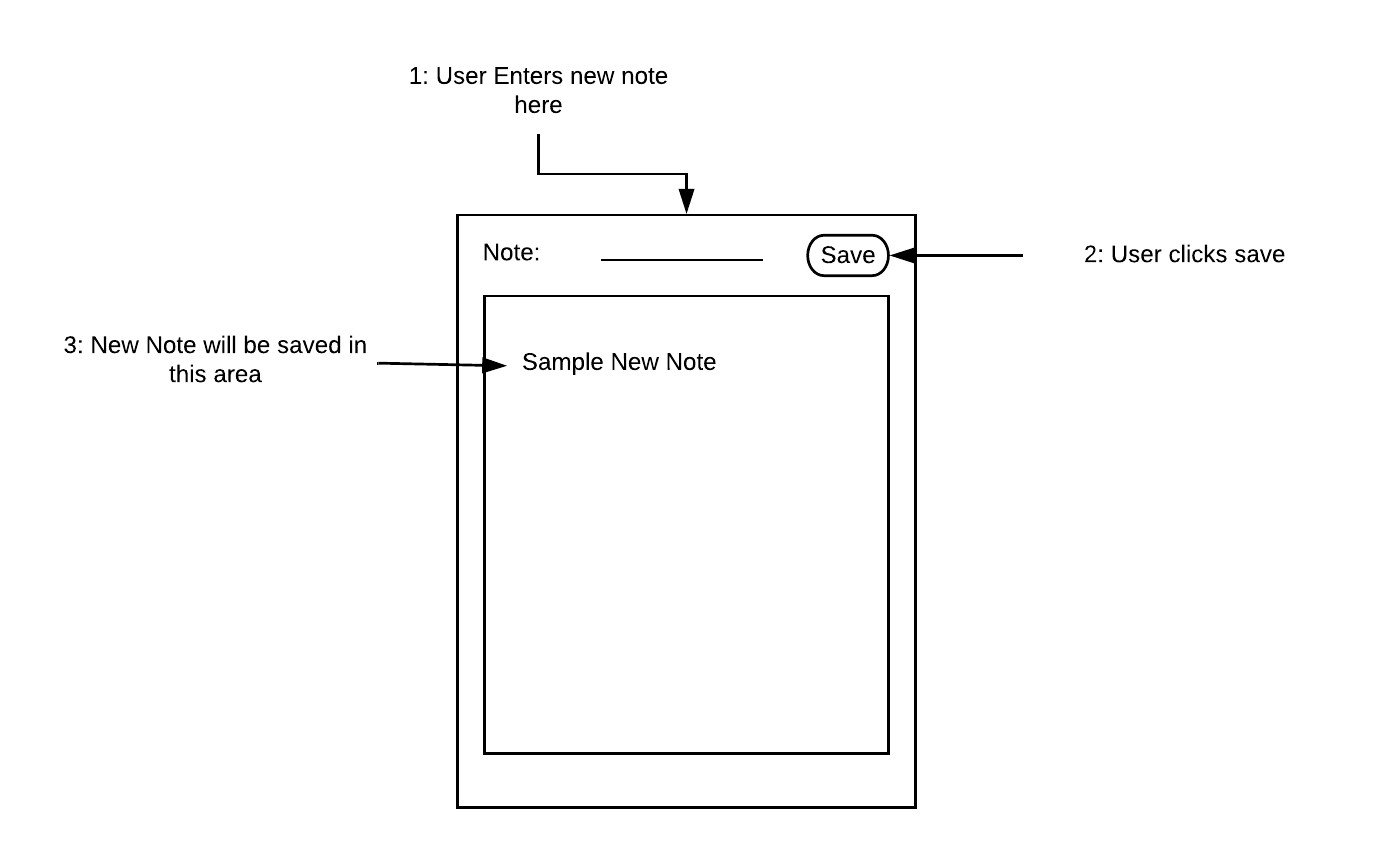 1: User Enters new note
here
Note:
Save
2: User clicks save
3: New Note will be saved in
this area
Sample New Note